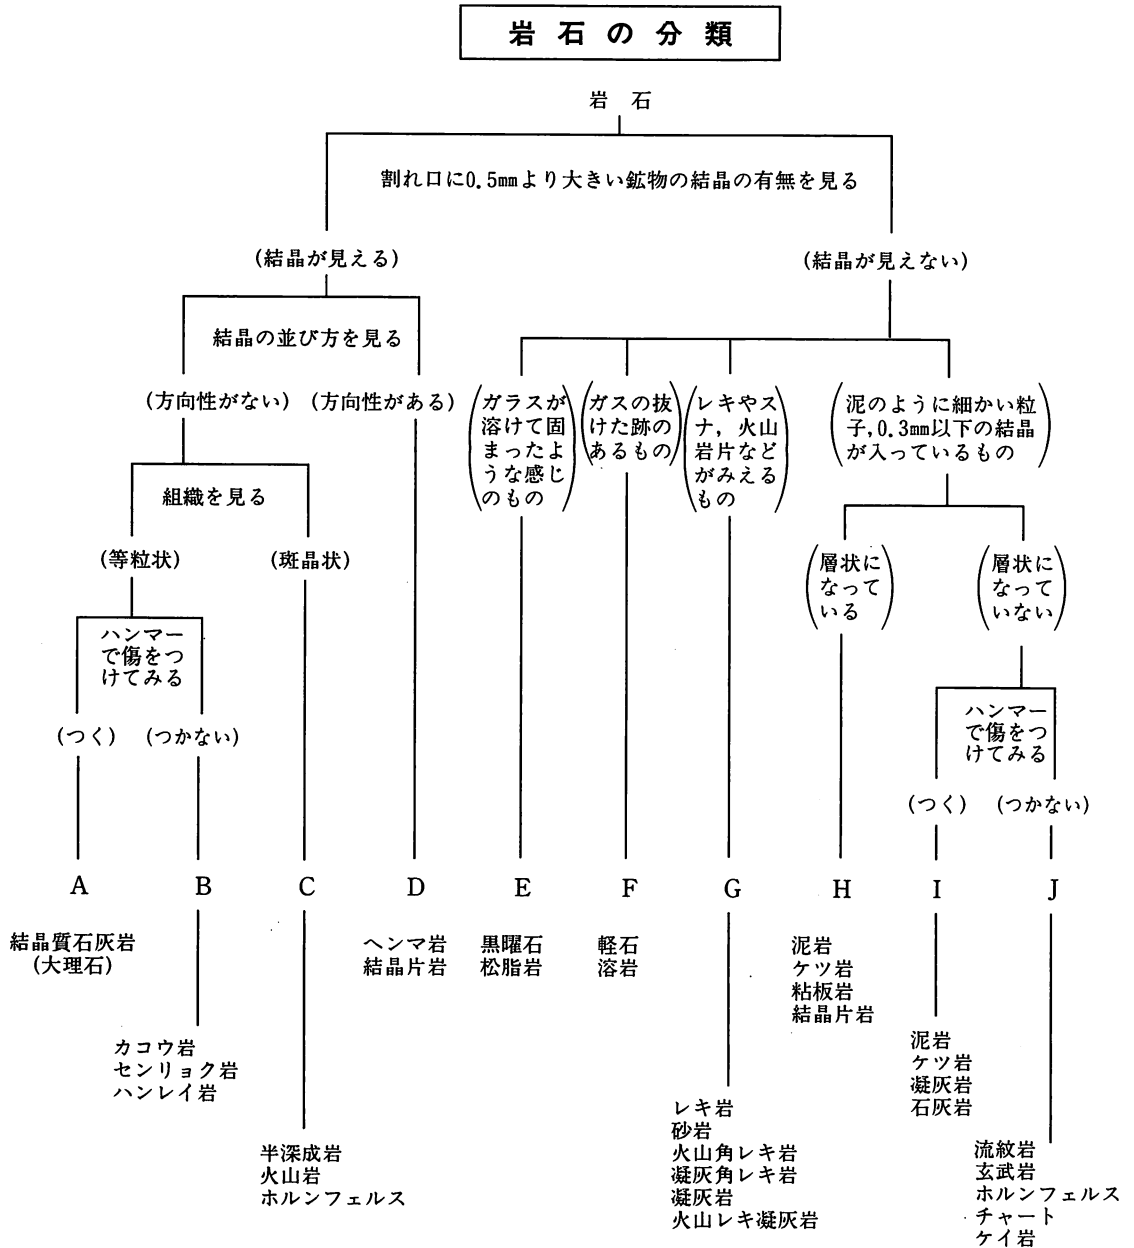 岩石の分類
岩 石
割れ口に0.5mmより大きい鉱物の結晶の有無を見る
(結晶が見える)
(結晶が見えない)
結晶の並び方を見る
(方向性がない)
(方向性がある)
ガラスが
溶けて固
まったよ
うな感じ
のもの
ガスの抜
けた跡の
あるもの
レキやス
ナ,火山
岩片など
がみえる
もの
泥のように細かい粒
子,0.3mm以下の結晶
が入っているもの
組織を見る
(等粒状)
(斑晶状)
層状に
なって
いる
層状に
なって
いない
ハンマー
で傷をつ
けてみる
(つく)
(つかない)
ハンマー
で傷をつ
けてみる
(つく)
(つかない)
A
B
C
D
E
F
G
H
I
J
結晶質石灰岩
(大理石)
カコウ岩
センリョク岩
ハンレイ岩
半深成岩
火山岩
ホルンフェルス
ヘンマ岩
結晶片岩
黒曜石
松脂岩
軽石
溶岩
レキ岩
砂岩
火山角レキ岩
凝灰角レキ岩
凝灰岩
火山レキ凝灰岩
泥岩
ケツ岩
粘板岩
結晶片岩
泥岩
ケツ岩
凝灰岩
石灰岩
流紋岩
玄武岩
ホルンフェルス
チャート
ケイ岩